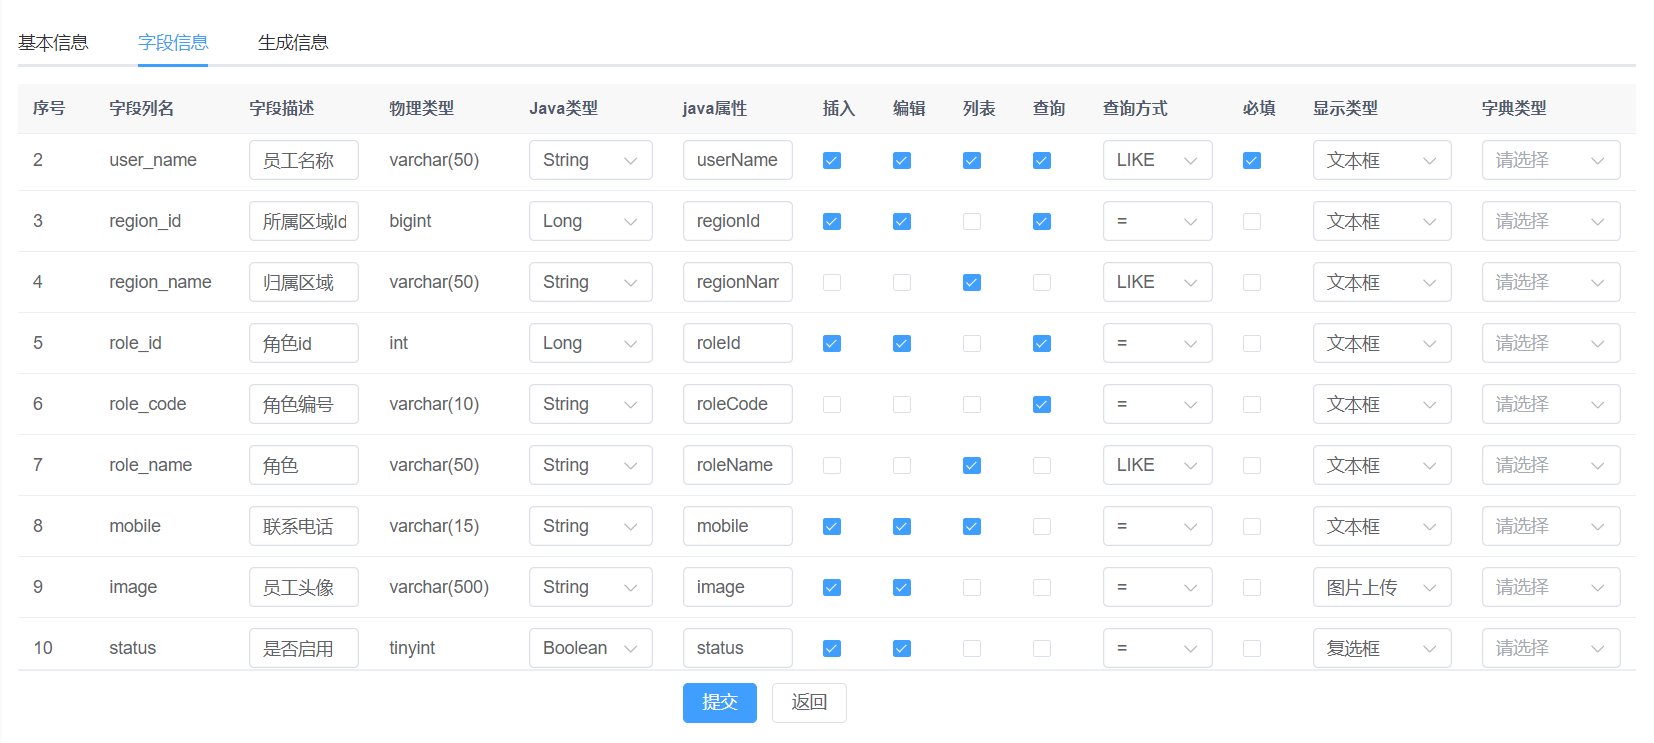 基本信息 字段信息 生成信息
序号 字段列名 字段描述 物理类型 Java类型 java属性 插入 编辑 列表 查询 查询方式 必填 显示类型 字典类型
2 user_name 员工名称 varchar(50) String userName LIKE 文本框 请选择
3 region_id 所属区域Id bigint Long regionId = 文本框 请选择
4 region_name 归属区域 varchar(50) String regionNam LIKE 文本框 请选择
5 role_id 角色id int Long roleId = 文本框 请选择
6 role_code 角色编号 varchar(10) String roleCode = 文本框 请选择
7 role_name 角色 varchar(50) String roleName LIKE 文本框 请选择
8 mobile 联系电话 varchar(15) String mobile = 文本框 请选择
9 image 员工头像 varchar(500) String image = 图片上传 请选择
10 status 是否启用 tinyint Boolean status = 复选框 请选择
提交 返回